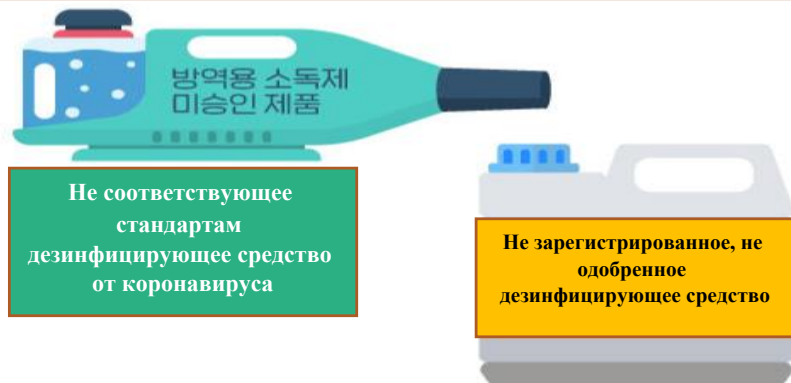 방역용 소독제
미승인 제품
Не соответствующее
стандартам
дезинфицирующее средство
от коронавируса
Не зарегистрированное, не
одобренное
дезинфицирующее средство